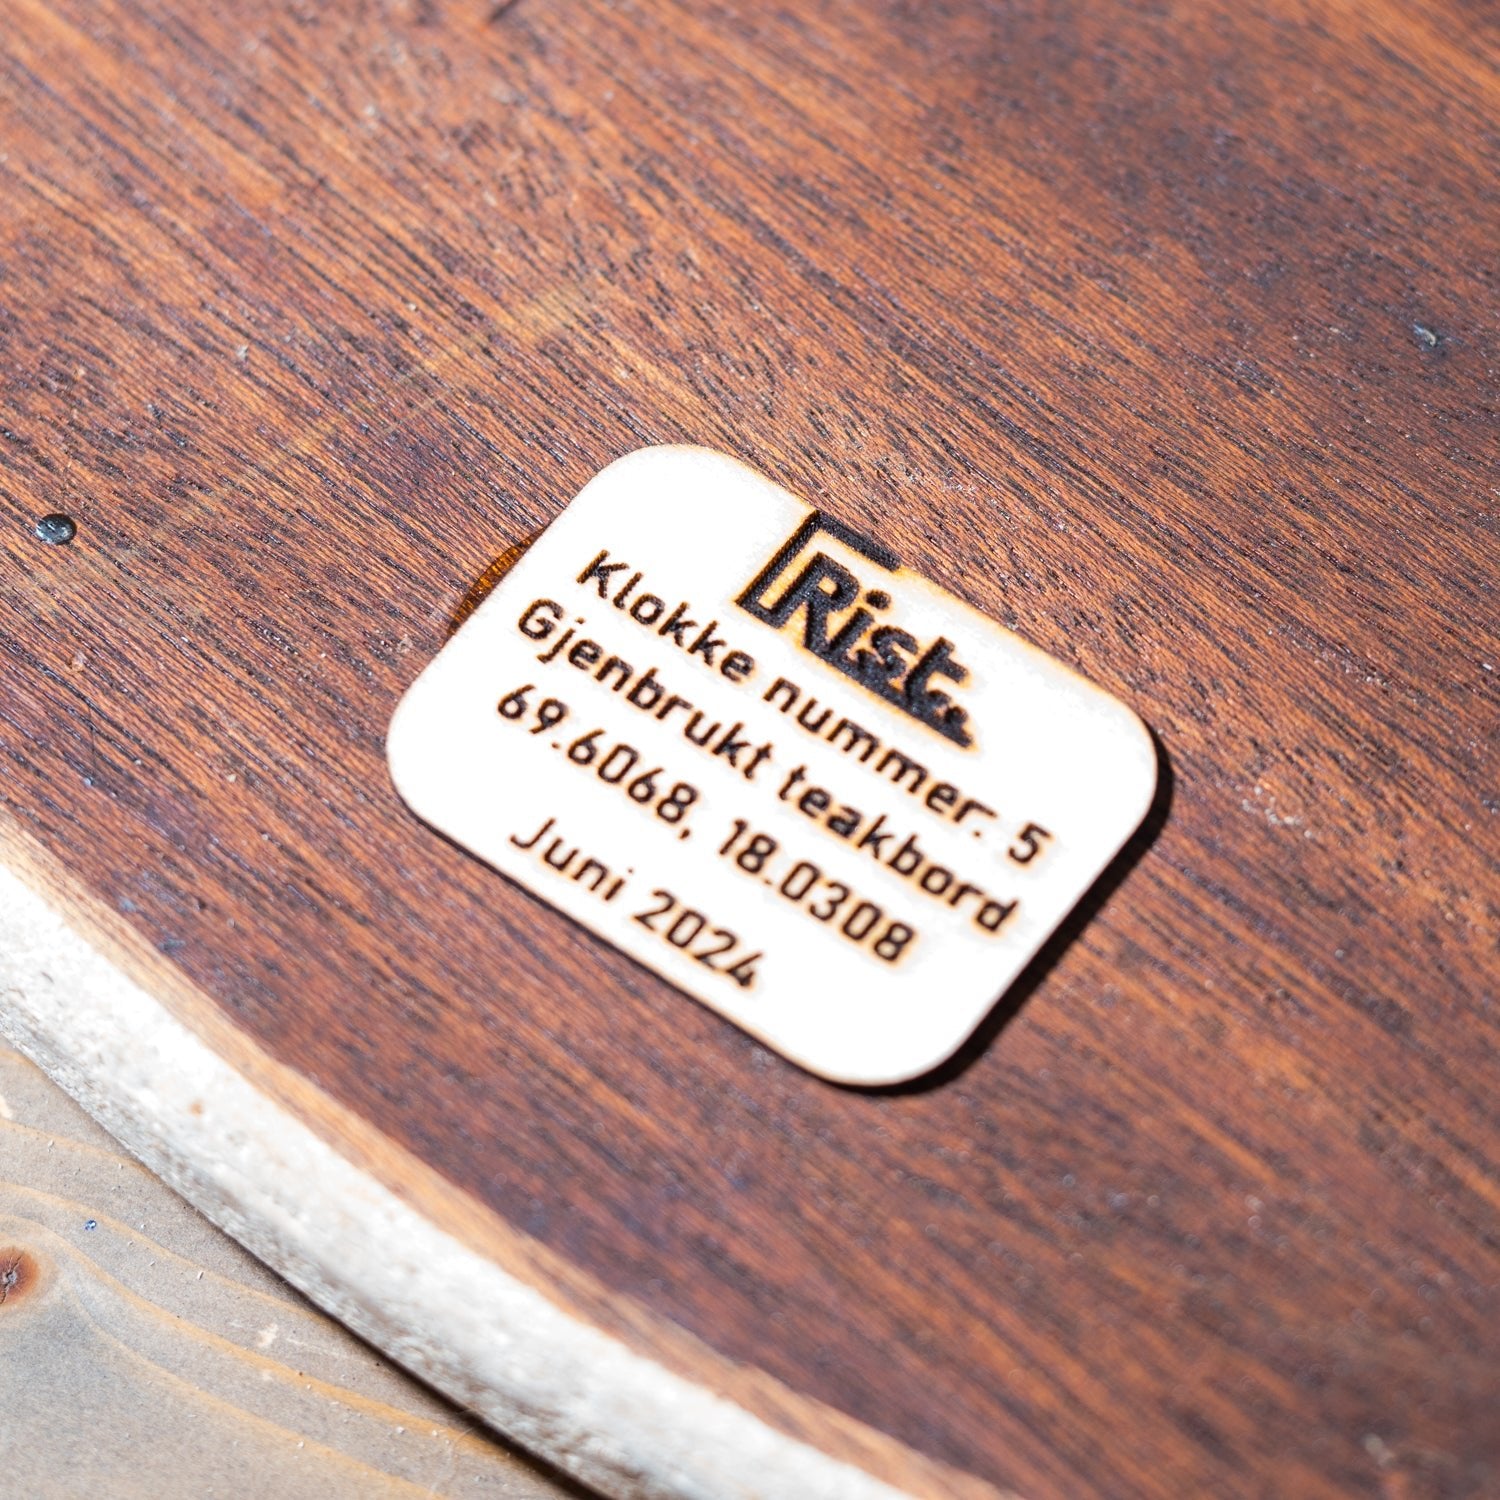 Rist.
Klokke nummer: 5
Gjenbrukt teakbord
69.6068, 18.0308
Juni 2024